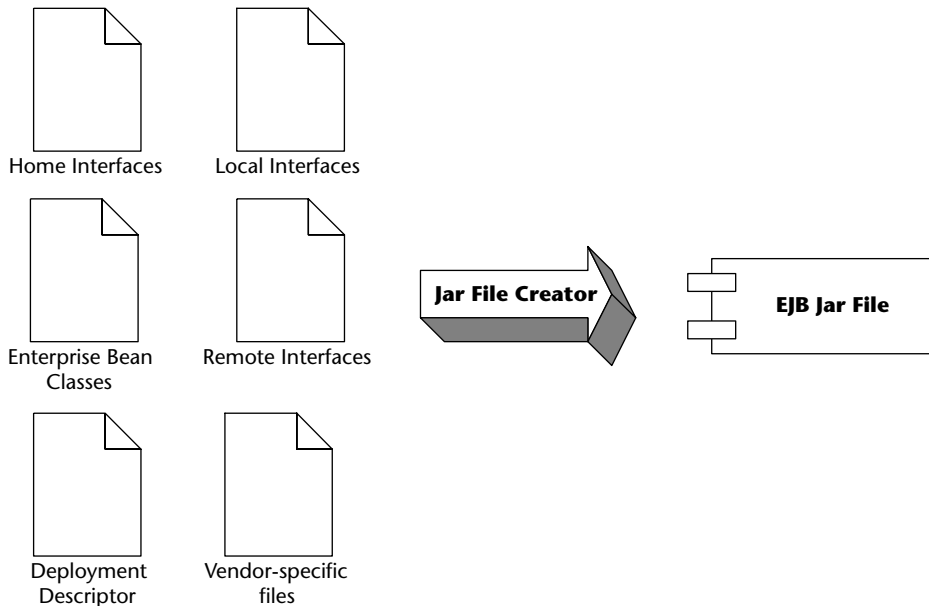 Home Interfaces
Local Interfaces
Enterprise Bean
Classes
Remote Interfaces
Jar File Creator
EJB Jar File
Deployment
Descriptor
Vendor-specific
files